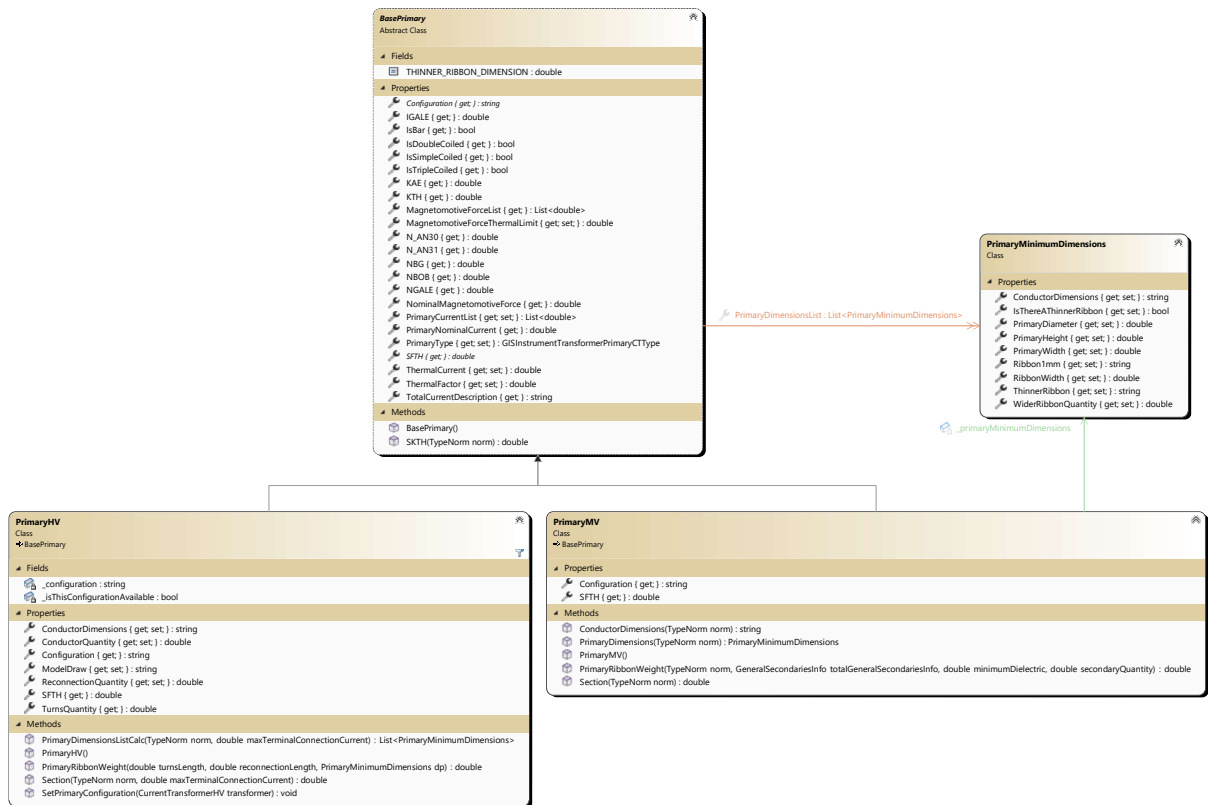 BasePrimary
Abstract Class
Fields
THINNER_RIBBON_DIMENSION : double
Properties
Configuration { get; } : string
IGALE { get; } : double
IsBar { get; } : bool
IsDoubleCoiled { get; } : bool
IsSimpleCoiled { get; } : bool
IsTripleCoiled { get; } : bool
KAE { get; } : double
KTH { get; } : double
MagnetomotiveForceList { get; } : List<double>
MagnetomotiveForceThermalLimit { get; set; } : double
N_AN30 { get; } : double
N_AN31 { get; } : double
NBG { get; } : double
NBOB { get; } : double
NGALE { get; } : double
NominalMagnetomotiveForce { get; } : double
PrimaryCurrentList { get; set; } : List<double>
PrimaryNominalCurrent { get; } : double
PrimaryType { get; set; } : GISInstrumentTransformerPrimaryCTType
SFTH { get; } : double
ThermalCurrent { get; set; } : double
ThermalFactor { get; set; } : double
TotalCurrentDescription { get; } : string
Methods
BasePrimary()
SKTH(TypeNorm norm) : double
PrimaryDimensionsList : List<PrimaryMinimumDimensions>
PrimaryMinimumDimensions
Class
Properties
ConductorDimensions { get; set; } : string
IsThereAThinnerRibbon { get; set; } : bool
PrimaryDiameter { get; set; } : double
PrimaryHeight { get; set; } : double
PrimaryWidth { get; set; } : double
Ribbon1mm { get; set; } : string
RibbonWidth { get; set; } : double
ThinnerRibbon { get; set; } : string
WiderRibbonQuantity { get; set; } : double
_primaryMinimumDimensions
PrimaryHV
Class
BasePrimary
Fields
_configuration : string
_isThisConfigurationAvailable : bool
Properties
ConductorDimensions { get; set; } : string
ConductorQuantity { get; set; } : double
Configuration { get; } : string
ModelDraw { get; set; } : string
ReconnectionQuantity { get; set; } : double
SFTH { get; } : double
TurnsQuantity { get; } : double
Methods
PrimaryDimensionsListCalc(TypeNorm norm, double maxTerminalConnectionCurrent) : List<PrimaryMinimumDimensions>
PrimaryHV()
PrimaryRibbonWeight(double turnsLength, double reconnectionLength, PrimaryMinimumDimensions dp) : double
Section(TypeNorm norm, double maxTerminalConnectionCurrent) : double
SetPrimaryConfiguration(CurrentTransformerHV transformer) : void
PrimaryMV
Class
BasePrimary
Properties
Configuration { get; } : string
SFTH { get; } : double
Methods
ConductorDimensions(TypeNorm norm) : string
PrimaryDimensions(TypeNorm norm) : PrimaryMinimumDimensions
PrimaryMV()
PrimaryRibbonWeight(TypeNorm norm, GeneralSecondariesInfo totalGeneralSecondariesInfo, double minimumDielectric, double secondaryQuantity) : double
Section(TypeNorm norm) : double